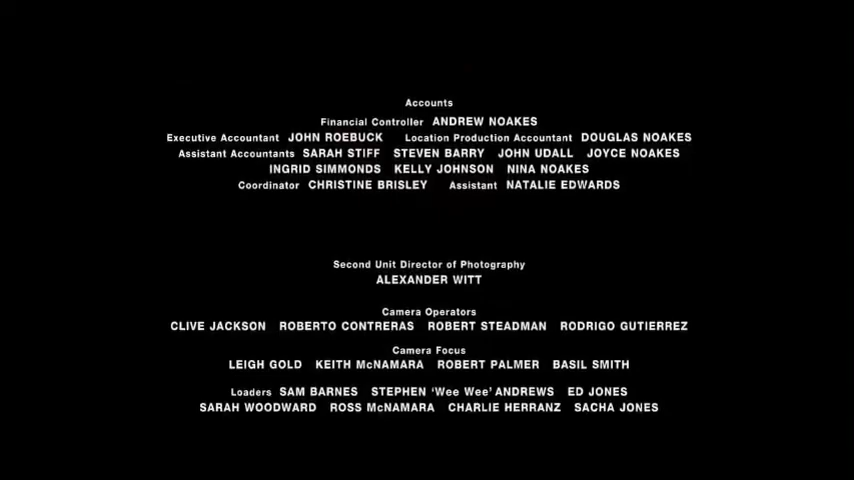 Accounts
Financial Controller ANDREW NOAKES
Executive Accountant JOHN ROEBUCK Location Production Accountant DOUGLAS NOAKES
Assistant Accountants SARAH STIFF STEVEN BARRY JOHN UDALL JOYCE NOAKES
INGRID SIMMONDS KELLY JOHNSON NINA NOAKES
Coordinator CHRISTINE BRISLEY Assistant NATALIE EDWARDS
Second Unit Director of Photography
ALEXANDER WITT
Camera Operators
CLIVE JACKSON ROBERTO CONTRERAS ROBERT STEADMAN RODRIGO GUTIERREZ
Camera Focus
LEIGH GOLD KEITH McNAMARA ROBERT PALMER BASIL SMITH
Loaders SAM BARNES STEPHEN 'Wee Wee' ANDREWS ED JONES
SARAH WOODWARD ROSS McNAMARA CHARLIE HERRANZ SACHA JONES